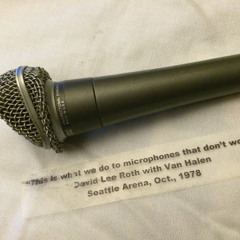 "This is what we do to microphones that don't wo
David Lee Roth with Van Halen
Seattle Arena, Oct., 1978